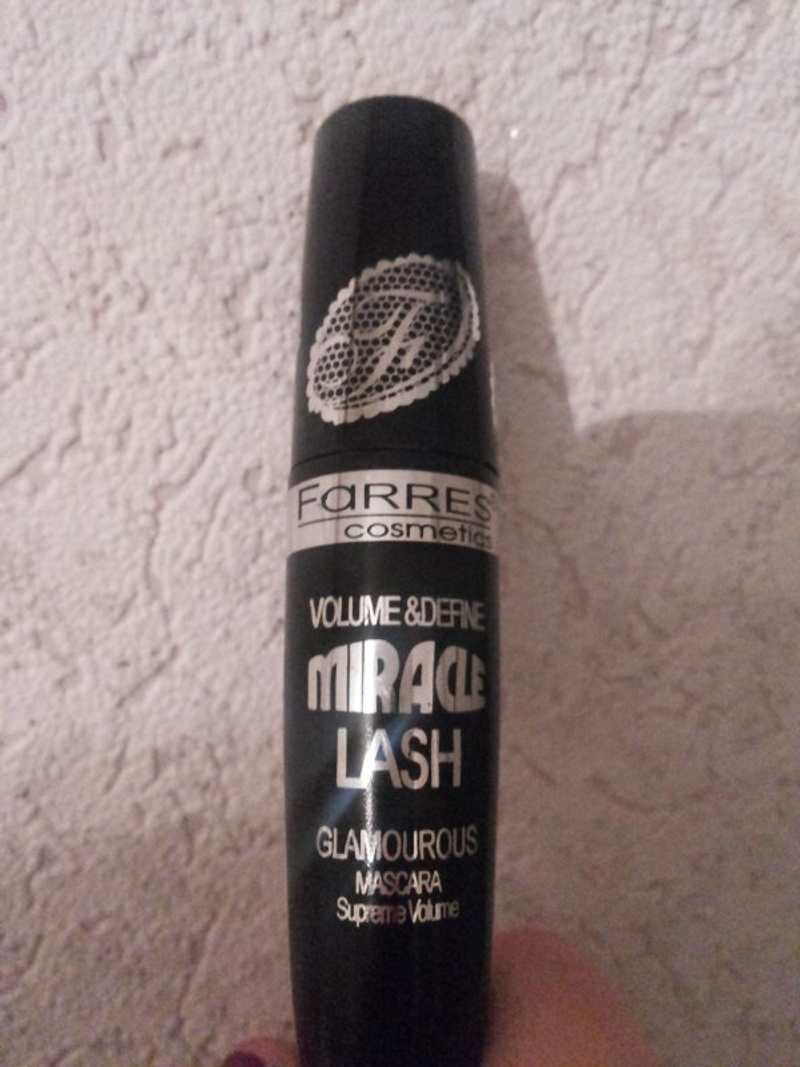 F
FARRES
cosmetics
VOLUME &DEFINE
MIRACLE
LASH
GLAMOUROUS
MASCARA
Supreme Volume